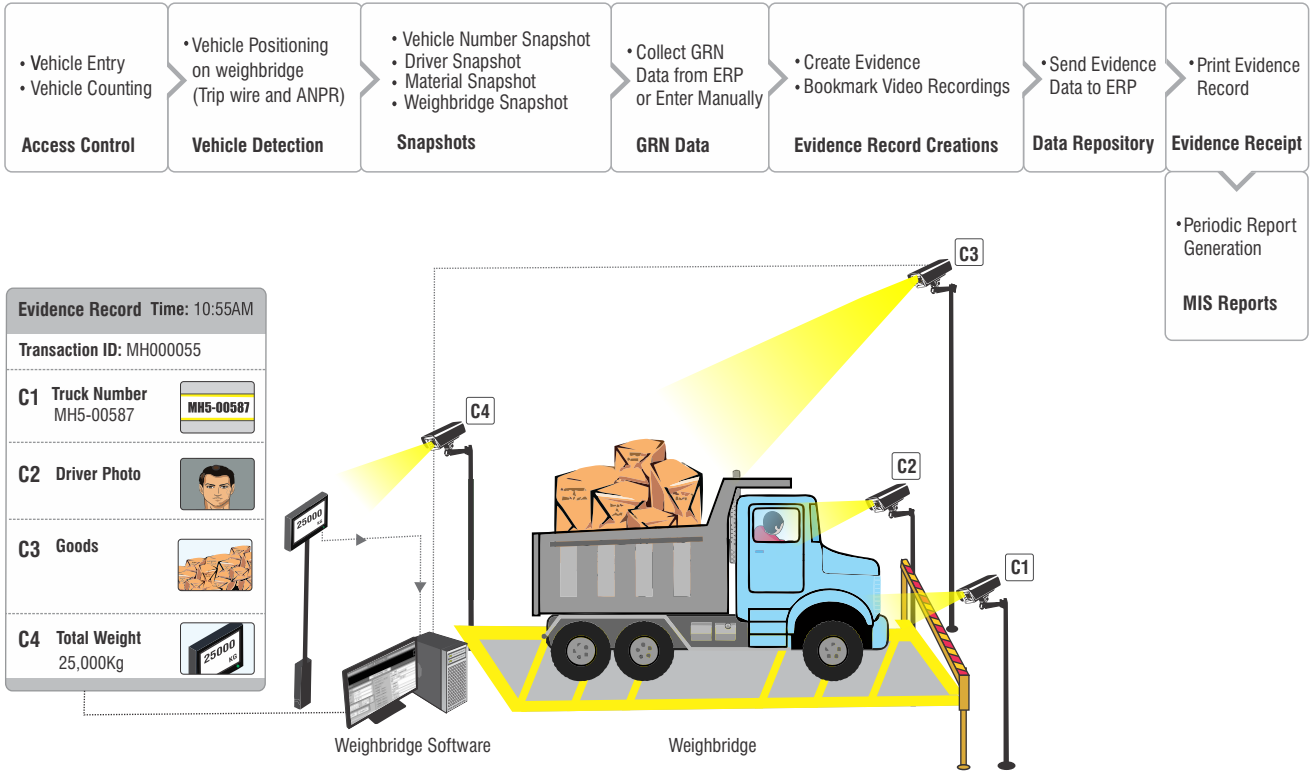 • Vehicle Entry
• Vehicle Counting
Access Control
• Vehicle Positioning
on weighbridge
(Trip wire and ANPR)
Vehicle Detection
• Vehicle Number Snapshot
• Driver Snapshot
• Material Snapshot
• Weighbridge Snapshot
Snapshots
• Collect GRN
Data from ERP
or Enter Manually
GRN Data
• Create Evidence
• Bookmark Video Recordings
Evidence Record Creations
• Send Evidence
Data to ERP
Data Repository
• Print Evidence
Record
Evidence Receipt
• Periodic Report
Generation
MIS Reports
Evidence Record Time: 10:55AM
Transaction ID: MH000055
C1 Truck Number
MH5-00587
MH5-00587
C2 Driver Photo
C3 Goods
C4 Total Weight
25,000Kg
25000
KG
C3
C4
C2
C1
25000
KG
Weighbridge Software
Weighbridge